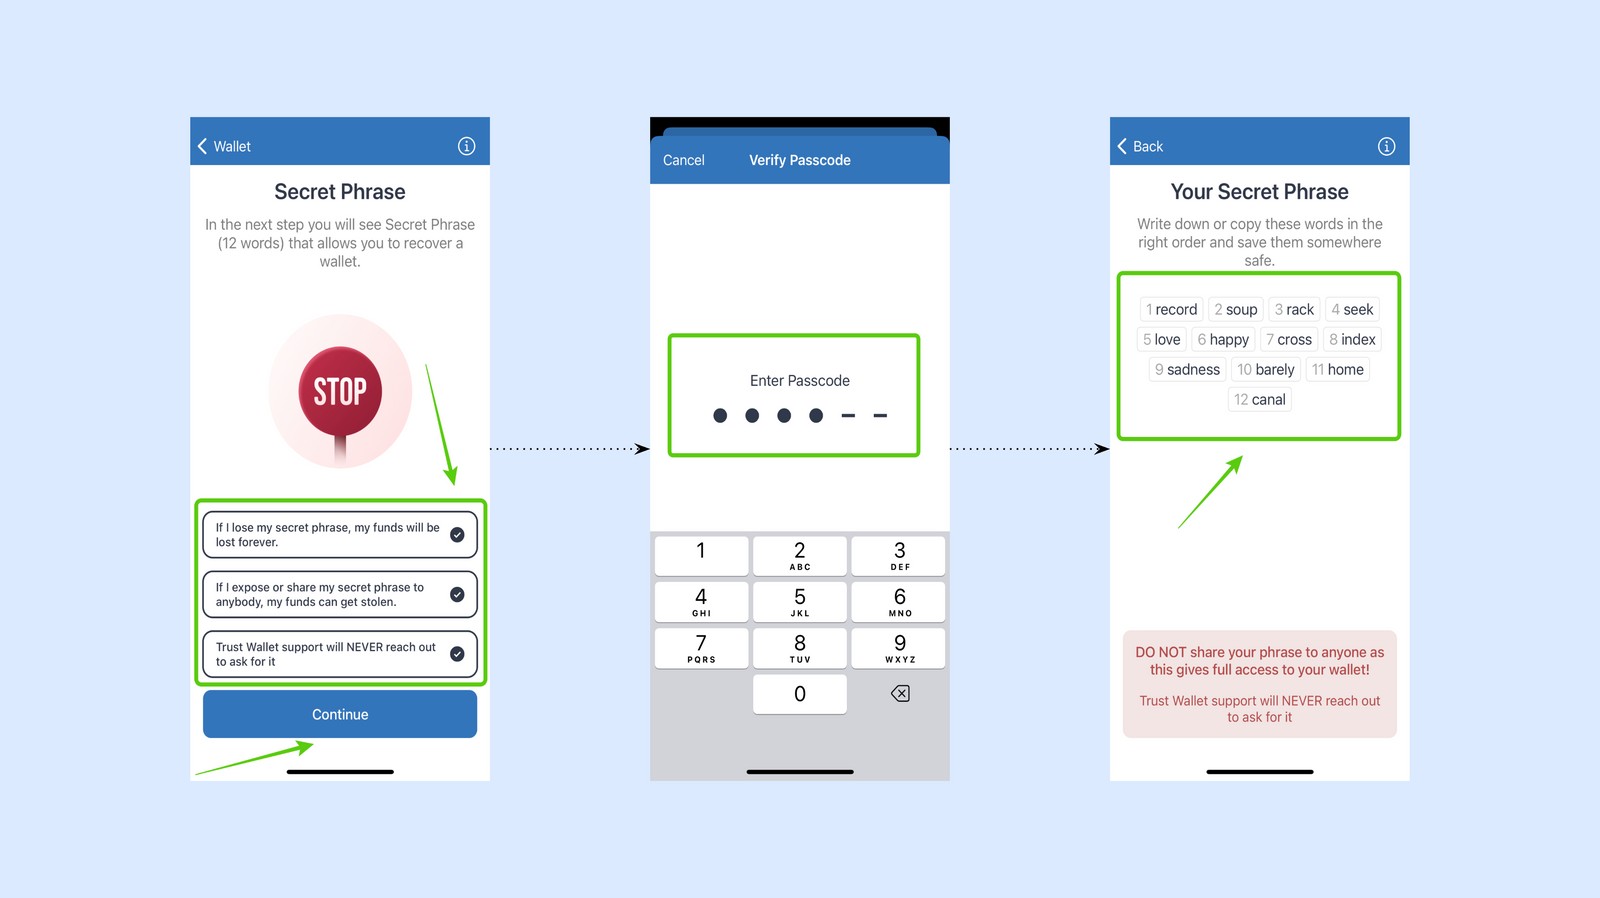 Wallet
Secret Phrase
In the next step you will see Secret Phrase
(12 words) that allows you to recover a
wallet.
STOP
If I lose my secret phrase, my funds will be
lost forever.
If I expose or share my secret phrase to
anybody, my funds can get stolen.
Trust Wallet support will NEVER reach out
to ask for it
Continue
Cancel Verify Passcode
Enter Passcode
1 2 3
ABC DEF
4 5 6
GHI JKL MNO
7 8 9
PQRS TUV WXYZ
0
Back
Your Secret Phrase
Write down or copy these words in the
right order and save them somewhere
safe.
1 record 2 soup 3 rack 4 seek
5 love 6 happy 7 cross 8 index
9 sadness 10 barely 11 home
12 canal
DO NOT share your phrase to anyone as
this gives full access to your wallet!
Trust Wallet support will NEVER reach out
to ask for it